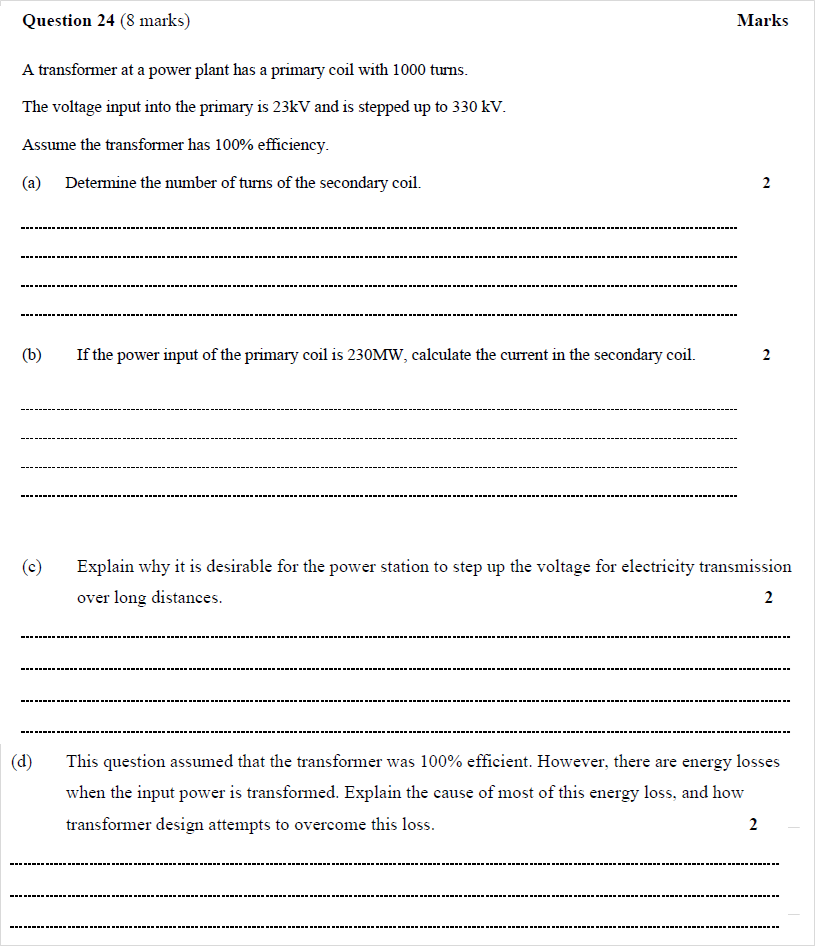 Question 24 (8 marks) Marks
A transformer at a power plant has a primary coil with 1000 turns.
The voltage input into the primary is 23kV and is stepped up to 330 kV.
Assume the transformer has 100% efficiency.
(a) Determine the number of turns of the secondary coil. 2
(b) If the power input of the primary coil is 230MW, calculate the current in the secondary coil. 2
(c) Explain why it is desirable for the power station to step up the voltage for electricity transmission
over long distances. 2
(d) This question assumed that the transformer was 100% efficient. However, there are energy losses
when the input power is transformed. Explain the cause of most of this energy loss, and how
transformer design attempts to overcome this loss. 2